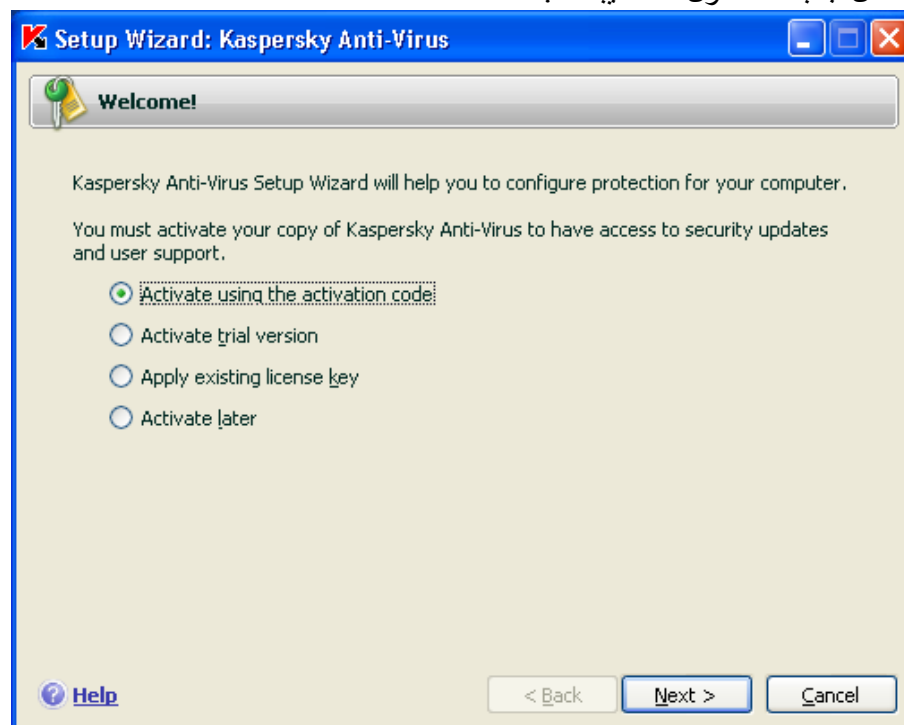 Setup Wizard: Kaspersky Anti-Virus
Welcome!
Kaspersky Anti-Virus Setup Wizard will help you to configure protection for your computer.
You must activate your copy of Kaspersky Anti-Virus to have access to security updates
and user support.
Activate using the activation code
Activate trial version
Apply existing license key
Activate later
Help
< Back
Next >
Cancel